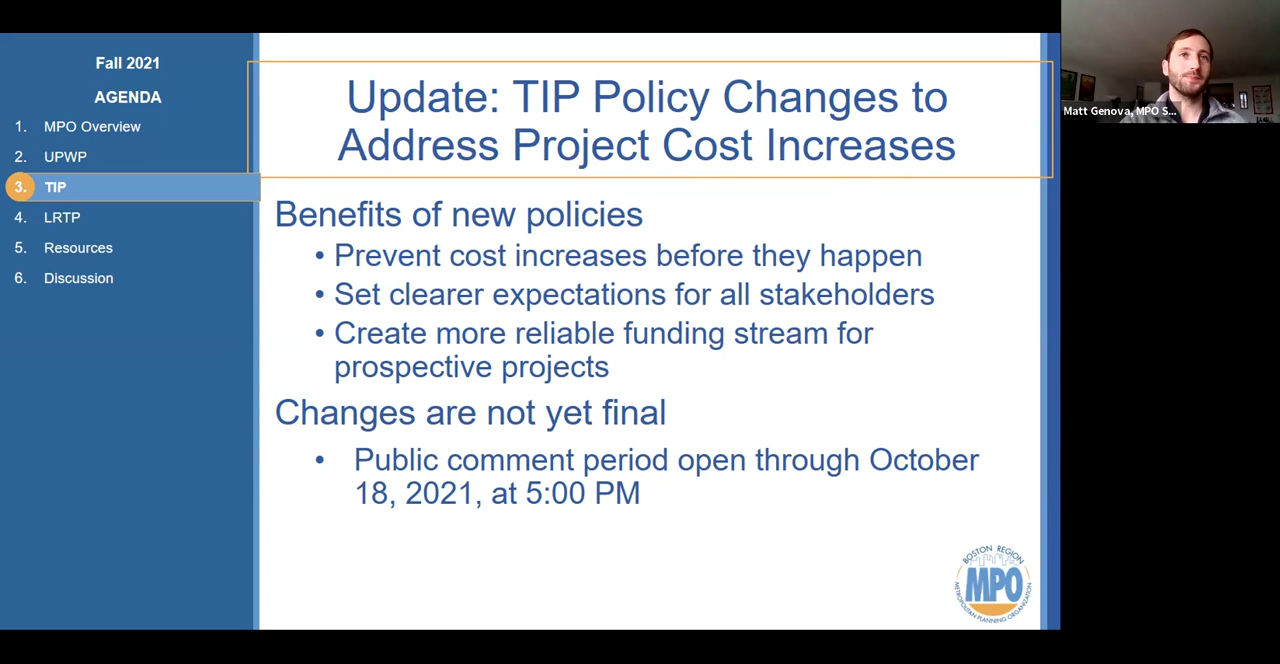 Fall 2021
AGENDA
1. MPO Overview
2. UPWP
3. TIP
4. LRTP
5. Resources
6. Discussion
Update: TIP Policy Changes to
Address Project Cost Increases
Benefits of new policies
• Prevent cost increases before they happen
• Set clearer expectations for all stakeholders
• Create more reliable funding stream for
prospective projects
Changes are not yet final
• Public comment period open through October
18, 2021, at 5:00 PM
BOSTON REGION
MPO
METROPOLITAN PLANNING ORGANIZATION
Matt Genova, MPO S...